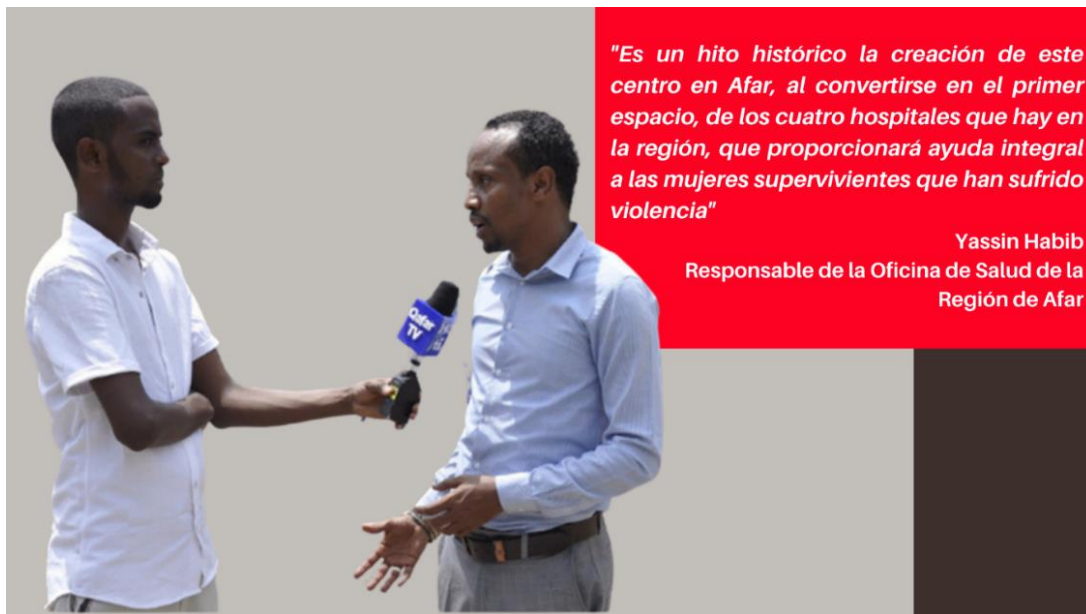 "Es un hito histórico la creación de este
centro en Afar, al convertirse en el primer
espacio, de los cuatro hospitales que hay en
la región, que proporcionará ayuda integral
a las mujeres supervivientes que han sufrido
violencia"
Yassin Habib
Responsable de la Oficina de Salud de la
Región de Afar
Qafar
TV